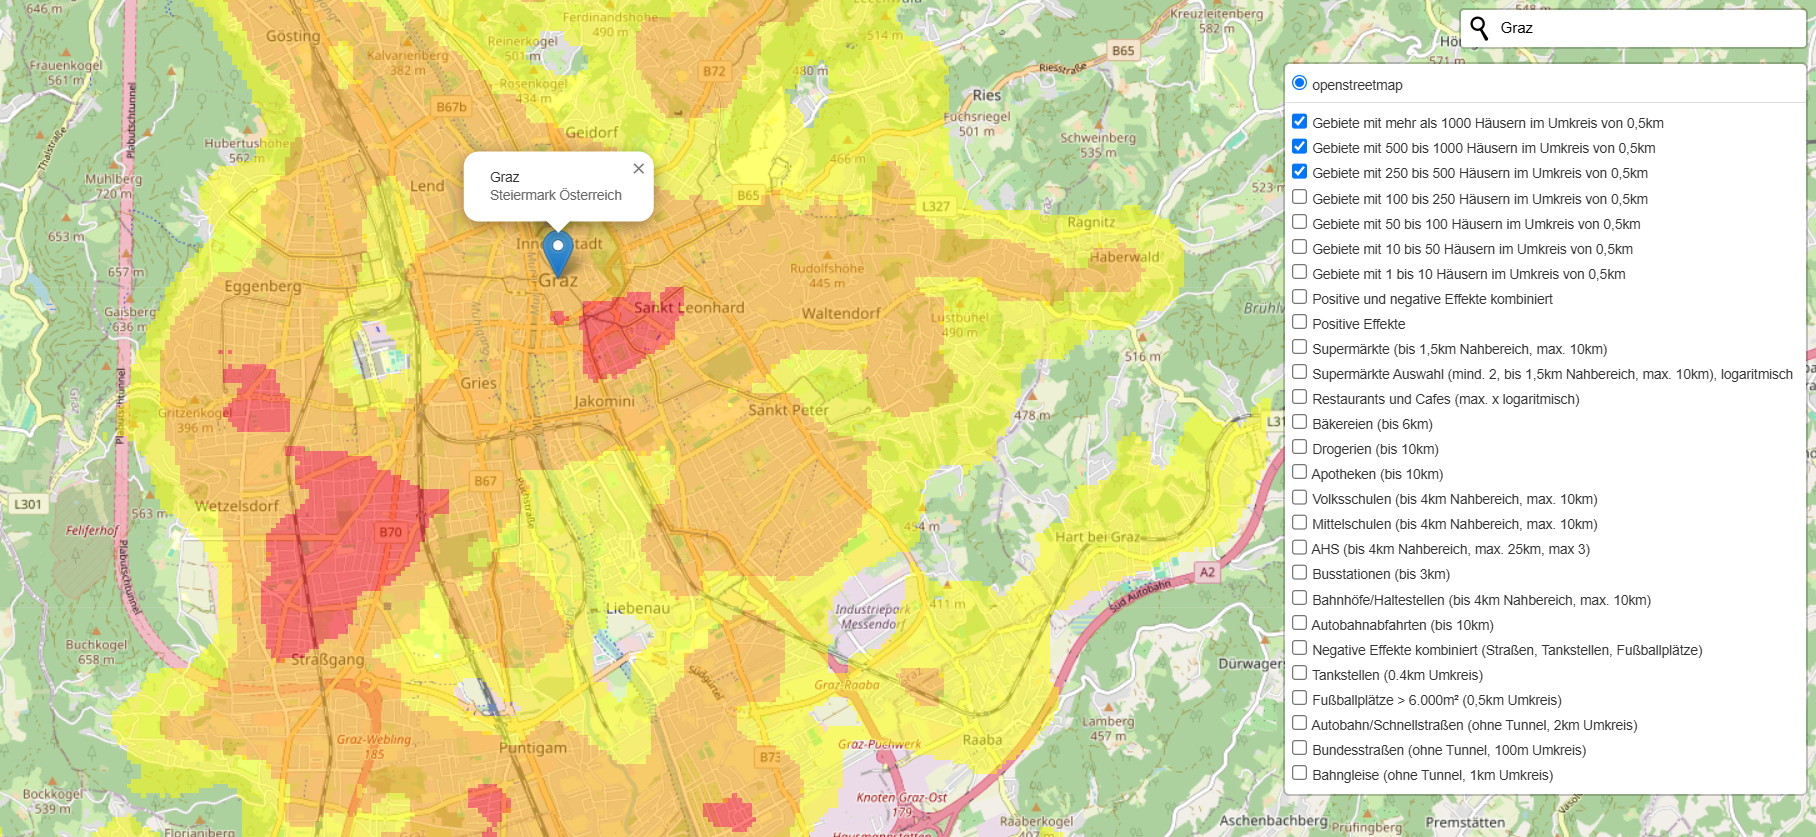 646 m
Gösting
Ferdinandshöhe
490 m
Kreuzleitenberg
582 m
548 m
Graz
Frauenkogel
561 m
Kalvarienberg
382 m
Reinerkogel
501 m
514 m
B65
571 m
Rosenkogel
434 m
B72
480 m
Riesstraße
openstreetmap
Plabutschtunnel
Thalstraße
B67b
Ries
Fuchsriegel
501 m
Gebiete mit mehr als 1000 Häusern im Umkreis von 0,5km
Hubertushöhe
562 m
Geidorf
Schweinberg
535 m
Gebiete mit 500 bis 1000 Häusern im Umkreis von 0,5km
466 m
Gebiete mit 250 bis 500 Häusern im Umkreis von 0,5km
Mühlberg
720 m
Lend
Graz
Steiermark Österreich
B65
L327
523 m
Gebiete mit 100 bis 250 Häusern im Umkreis von 0,5km
Ragnitz
Gebiete mit 50 bis 100 Häusern im Umkreis von 0,5km
653 m
Gebiete mit 10 bis 50 Häusern im Umkreis von 0,5km
Haberwald
657 m
Rudolfshöhe
445 m
Gebiete mit 1 bis 10 Häusern im Umkreis von 0,5km
Eggenberg
Graz
Positive und negative Effekte kombiniert
Gaisberg
636 m
Sankt Leonhard
Waltendorf
Lustbühel
490 m
Positive Effekte
Supermärkte (bis 1,5km Nahbereich, max. 10km)
516 m
Supermärkte Auswahl (mind. 2, bis 1,5km Nahbereich, max. 10km), logarithmisch
Gries
Plabutschtunnel
Jakomini
Restaurants und Cafes (max. x logaritmisch)
Gritzenkogel
396 m
Sankt Peter
478 m
Bäkereien (bis 6km)
Drogerien (bis 10km)
Apotheken (bis 10km)
B67
Puchstraße
L301
563 m
Wetzelsdorf
Volksschulen (bis 4km Nahbereich, max. 10km)
Feliferhof
B70
454 m
Hart bei Graz
Mittelschulen (bis 4km Nahbereich, max. 10km)
Plabutschtunnel
AHS (bis 4km Nahbereich, max. 25km, max 3)
A2
Busstationen (bis 3km)
Süd Autobahn
Liebenau
Industriepark
Messendorf
411 m
Bahnhöfe/Haltestellen (bis 4km Nahbereich, max. 10km)
Autobahnabfahrten (bis 10km)
Buchkogel
658 m
Straßgang
Negative Effekte kombiniert (Straßen, Tankstellen, Fußballplätze)
Südgürtel
Graz-Raaba
Tankstellen (0.4km Umkreis)
Fußballplätze > 6.000m² (0,5km Umkreis)
Lamberg
457 m
Autobahn/Schnellstraßen (ohne Tunnel, 2km Umkreis)
Graz-Webling
185
Puntigam
B73
Graz-Puchwerk
Raaba
Bundesstraßen (ohne Tunnel, 100m Umkreis)
Bahngleise (ohne Tunnel, 1km Umkreis)
Bockkogel
539 m
Knoten Graz-Ost
179
Raaberkogel
Aschenbachberg
Prüfingberg
Premstätten
Florianiberg